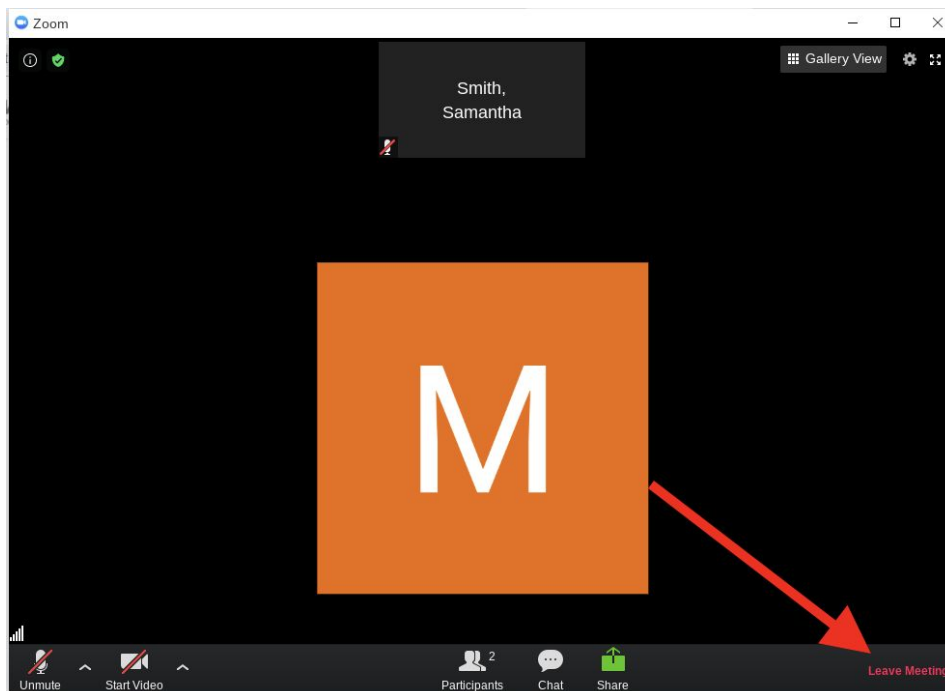 Zoom
Gallery View
Smith,
Samantha
M
2
Unmute
Start Video
Participants
Chat
Share
Leave Meeting